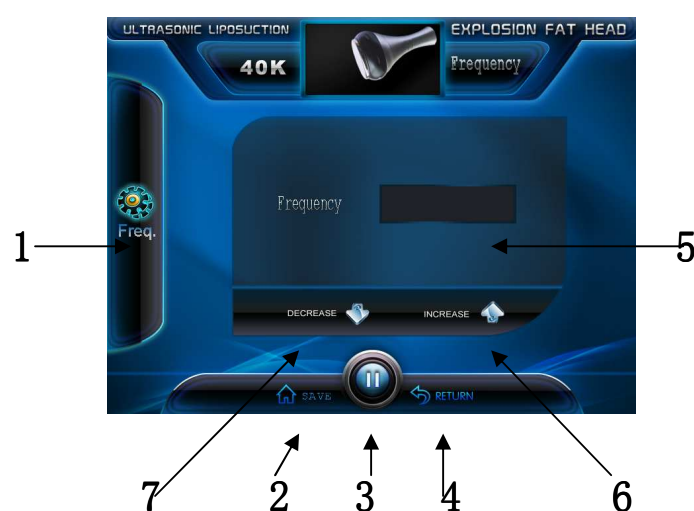 ULTRASONIC LIPOSUCTION
EXPLOSION FAT HEAD
40K
Frequency
Frequency
Freq.
1
5
DECREASE
INCREASE
SAVE
RETURN
7
2
3
4
6